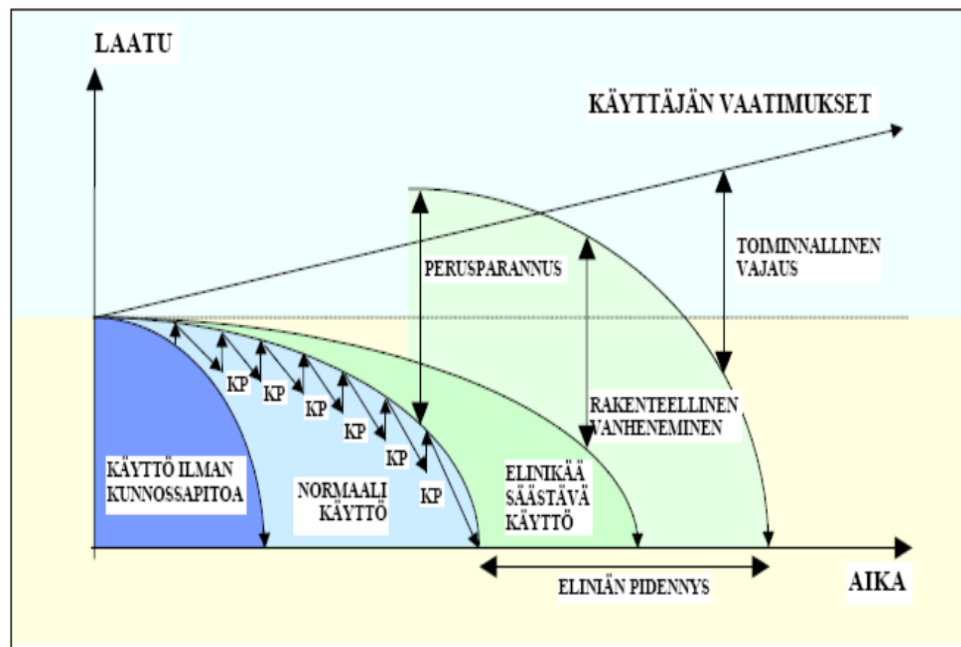 LAATU
KÄYTTÄJÄN VAATIMUKSET
TOIMINNALLINEN
VAJAUS
PERUSPARANNUS
KP
KP
KP
KP
KP
KP
RAKENTEELLINEN
VANHENEMINEN
KÄYTTÖ ILMAN
KUNNOSSAPITOA
NORMAALI
KÄYTTÖ
ELINIKÄÄ
SÄÄSTÄVÄ
KÄYTTÖ
ELINIÄN PIDENNYS
AIKA